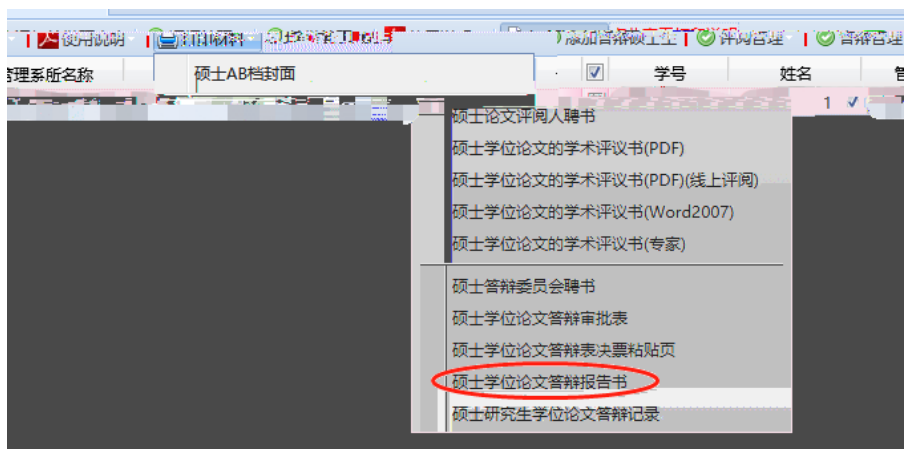 使用说明 打印材料 添加答辩硕士生 评阅管理 答辩管理
管理系所名称 学号 姓名
硕士AB档封面
1
硕士论文评阅人聘书
硕士学位论文的学术评议书(PDF)
硕士学位论文的学术评议书(PDF)(线上评阅)
硕士学位论文的学术评议书(Word2007)
硕士学位论文的学术评议书(专家)
硕士答辩委员会聘书
硕士学位论文答辩审批表
硕士学位论文答辩表决票粘贴页
硕士学位论文答辩报告书
硕士研究生学位论文答辩记录